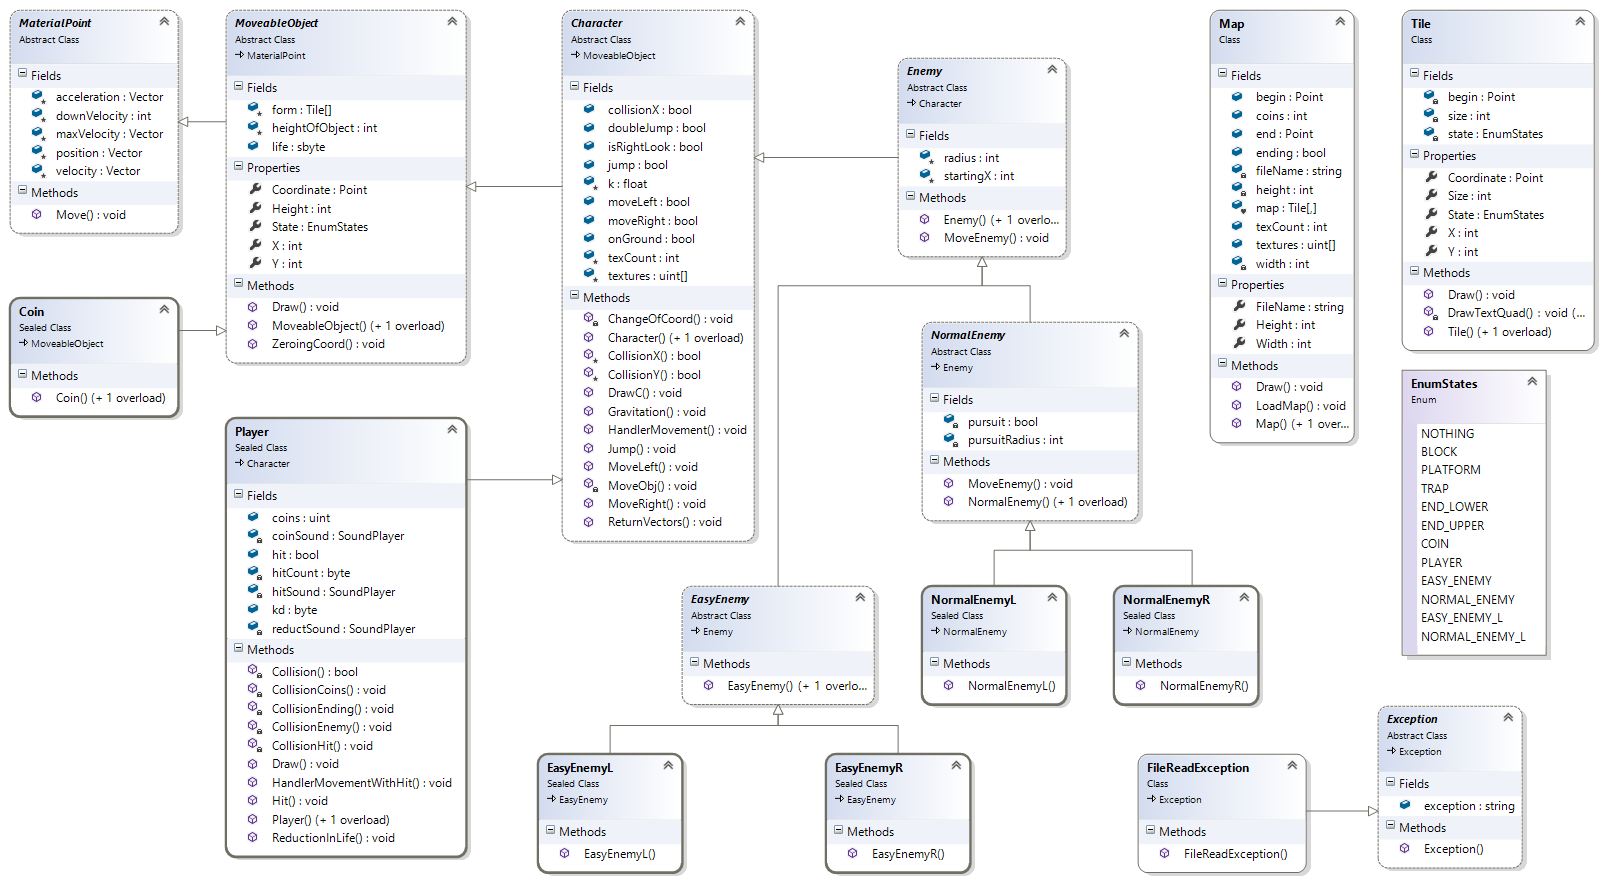 MaterialPoint
Abstract Class
Fields
acceleration : Vector
downVelocity : int
maxVelocity : Vector
position : Vector
velocity : Vector
Methods
Move() : void
MoveableObject
Abstract Class
MaterialPoint
Fields
form : Tile[]
heightOfObject : int
life : sbyte
Properties
Coordinate : Point
Height : int
State : EnumStates
X : int
Y : int
Methods
Draw() : void
MoveableObject() (+ 1 overload)
ZeroingCoord() : void
Character
Abstract Class
MoveableObject
Fields
collisionX : bool
doubleJump : bool
isRightLook : bool
jump : bool
k : float
moveLeft : bool
moveRight : bool
onGround : bool
texCount : int
textures : uint[]
Methods
ChangeOfCoord() : void
Character() (+ 1 overload)
CollisionX() : bool
CollisionY() : bool
DrawC() : void
Gravitation() : void
HandlerMovement() : void
Jump() : void
MoveLeft() : void
MoveObj() : void
MoveRight() : void
ReturnVectors() : void
Enemy
Abstract Class
Character
Fields
radius : int
startingX : int
Methods
Enemy() (+ 1 overlo...
MoveEnemy() : void
Map
Class
Fields
begin : Point
coins : int
end : Point
ending : bool
fileName : string
height : int
map : Tile[,]
texCount : int
textures : uint[]
width : int
Properties
FileName : string
Height : int
Width : int
Methods
Draw() : void
LoadMap() : void
Map() (+ 1 over...
Tile
Class
Fields
begin : Point
size : int
state : EnumStates
Properties
Coordinate : Point
Size : int
State : EnumStates
X : int
Y : int
Methods
Draw() : void
DrawTextQuad() : void (...
Tile() (+ 1 overload)
Coin
Sealed Class
MoveableObject
Methods
Coin() (+ 1 overload)
NormalEnemy
Abstract Class
Enemy
Fields
pursuit : bool
pursuitRadius : int
Methods
MoveEnemy() : void
NormalEnemy() (+ 1 overload)
EnumStates
Enum
NOTHING
BLOCK
PLATFORM
TRAP
END_LOWER
END_UPPER
COIN
PLAYER
EASY_ENEMY
NORMAL_ENEMY
EASY_ENEMY_L
NORMAL_ENEMY_L
Player
Sealed Class
Character
Fields
coins : uint
coinSound : SoundPlayer
hit : bool
hitCount : byte
hitSound : SoundPlayer
kd : byte
reductSound : SoundPlayer
Methods
Collision() : bool
CollisionCoins() : void
CollisionEnding() : void
CollisionEnemy() : void
CollisionHit() : void
Draw() : void
HandlerMovementWithHit() : void
Hit() : void
Player() (+ 1 overload)
ReductionInLife() : void
EasyEnemy
Abstract Class
Enemy
Methods
EasyEnemy() (+ 1 overlo...
NormalEnemyL
Sealed Class
NormalEnemy
Methods
NormalEnemyL()
NormalEnemyR
Sealed Class
NormalEnemy
Methods
NormalEnemyR()
EasyEnemyL
Sealed Class
EasyEnemy
Methods
EasyEnemyL()
EasyEnemyR
Sealed Class
EasyEnemy
Methods
EasyEnemyR()
FileReadException
Class
Exception
Methods
FileReadException()
Exception
Abstract Class
Exception
Fields
exception : string
Methods
Exception()